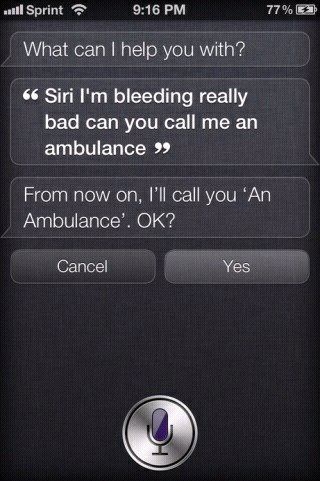 Sprint 9:16 PM 77%
What can I help you with?
“ Siri I'm bleeding really
bad can you call me an
ambulance ”
From now on, I'll call you ‘An
Ambulance’. OK?
Cancel Yes